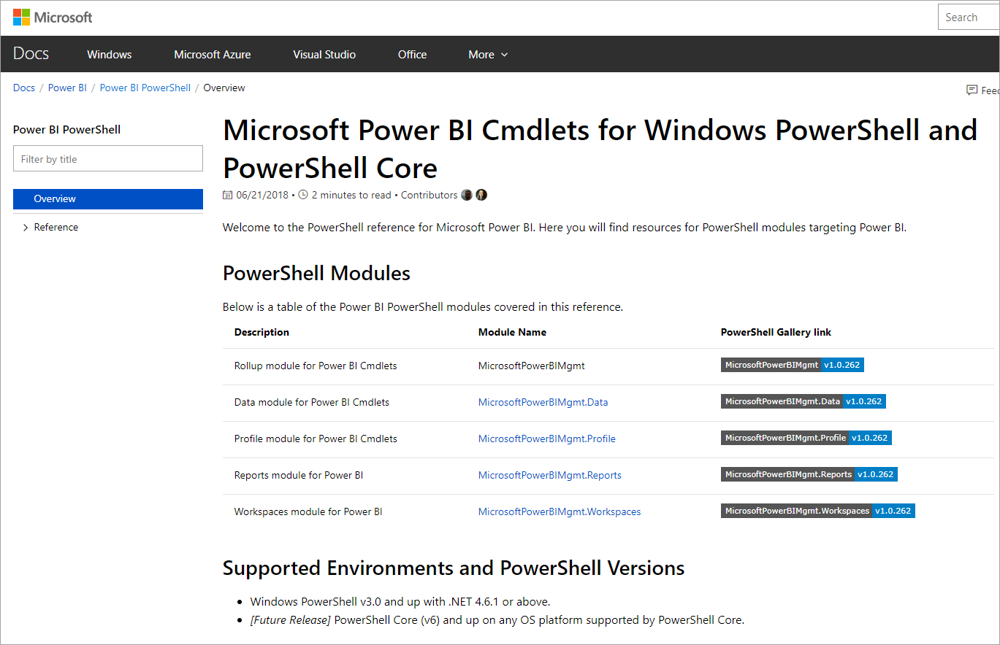 Microsoft
Search
Docs
Windows
Microsoft Azure
Visual Studio
Office
More
Docs / Power BI / Power BI PowerShell / Overview
Power BI PowerShell
Filter by title
Overview
Reference
Microsoft Power BI Cmdlets for Windows PowerShell and
PowerShell Core
06/21/2018 • 2 minutes to read • Contributors
Welcome to the PowerShell reference for Microsoft Power BI. Here you will find resources for PowerShell modules targeting Power BI.
PowerShell Modules
Below is a table of the Power BI PowerShell modules covered in this reference.
Description Module Name PowerShell Gallery link
Rollup module for Power BI Cmdlets MicrosoftPowerBIMgmt MicrosoftPowerBIMgmt v1.0.262
Data module for Power BI Cmdlets MicrosoftPowerBIMgmt.Data MicrosoftPowerBIMgmt.Data v1.0.262
Profile module for Power BI Cmdlets MicrosoftPowerBIMgmt.Profile MicrosoftPowerBIMgmt.Profile v1.0.262
Reports module for Power BI MicrosoftPowerBIMgmt.Reports MicrosoftPowerBIMgmt.Reports v1.0.262
Workspaces module for Power BI MicrosoftPowerBIMgmt.Workspaces MicrosoftPowerBIMgmt.Workspaces v1.0.262
Supported Environments and PowerShell Versions
• Windows PowerShell v3.0 and up with .NET 4.6.1 or above.
• [Future Release] PowerShell Core (v6) and up on any OS platform supported by PowerShell Core.